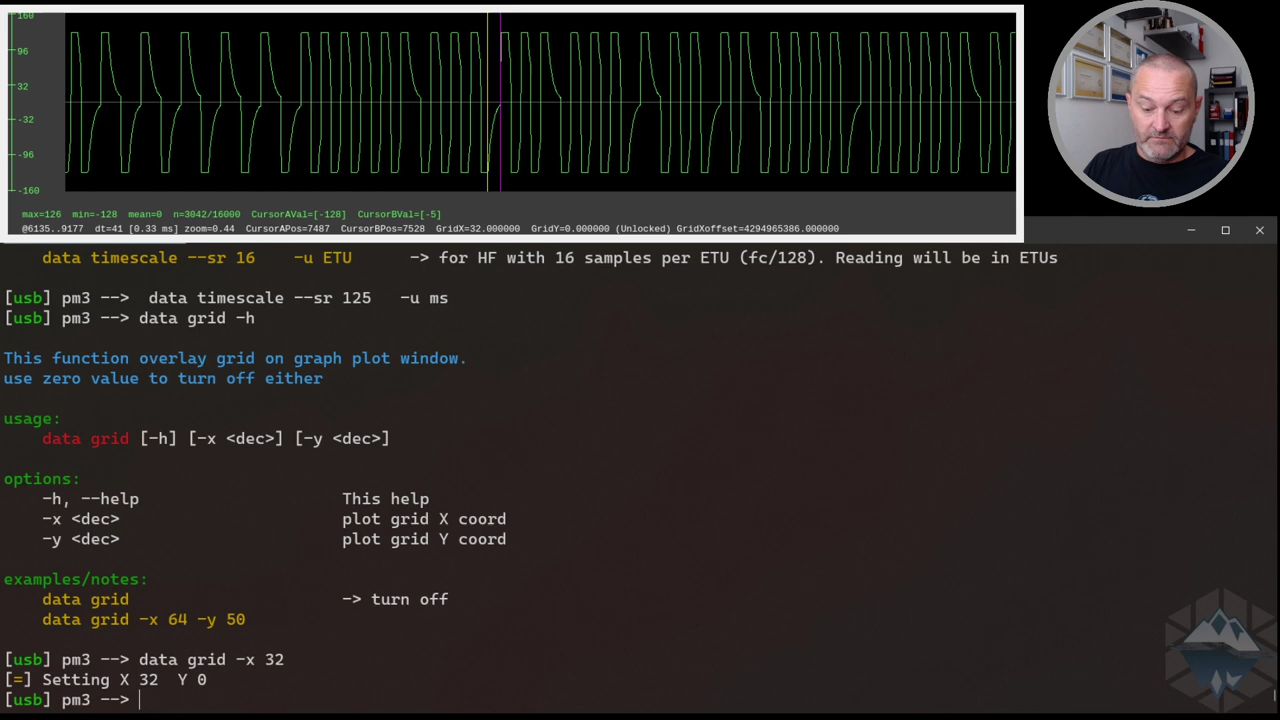 160
96
32
-32
-96
-160
max=126 min=-128 mean=0 n=3042/16000 CursorAVal=[-128] CursorBVal=[-5]
@6135..9177 dt=41 [0.33 ms] zoom=0.44 CursorAPos=7487 CursorBPos=7528 GridX=32.000000 GridY=0.000000 (Unlocked) GridXoffset=4294965386.000000
data timescale --sr 16 -u ETU -> for HF with 16 samples per ETU (fc/128). Reading will be in ETUs
[usb] pm3 --> data timescale --sr 125 -u ms
[usb] pm3 --> data grid -h
This function overlay grid on graph plot window.
use zero value to turn off either
usage:
data grid [-h] [-x <dec>] [-y <dec>]
options:
-h, --help This help
-x <dec> plot grid X coord
-y <dec> plot grid Y coord
examples/notes:
data grid -> turn off
data grid -x 64 -y 50
[usb] pm3 --> data grid -x 32
[=] Setting X 32 Y 0
[usb] pm3 -->